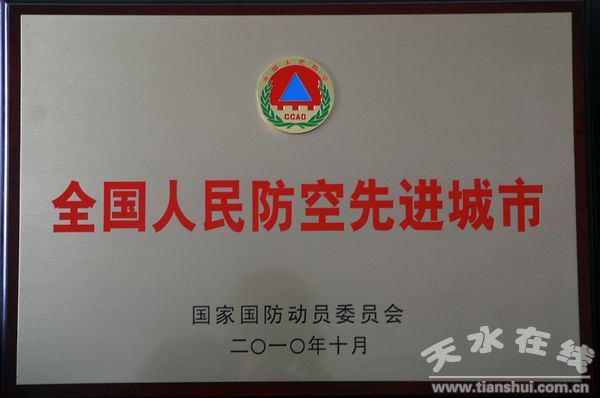 中国人民防空
CCAD
全国人民防空先进城市
国家国防动员委员会
二〇一〇年十月
天水在线
www.tianshui.com.cn